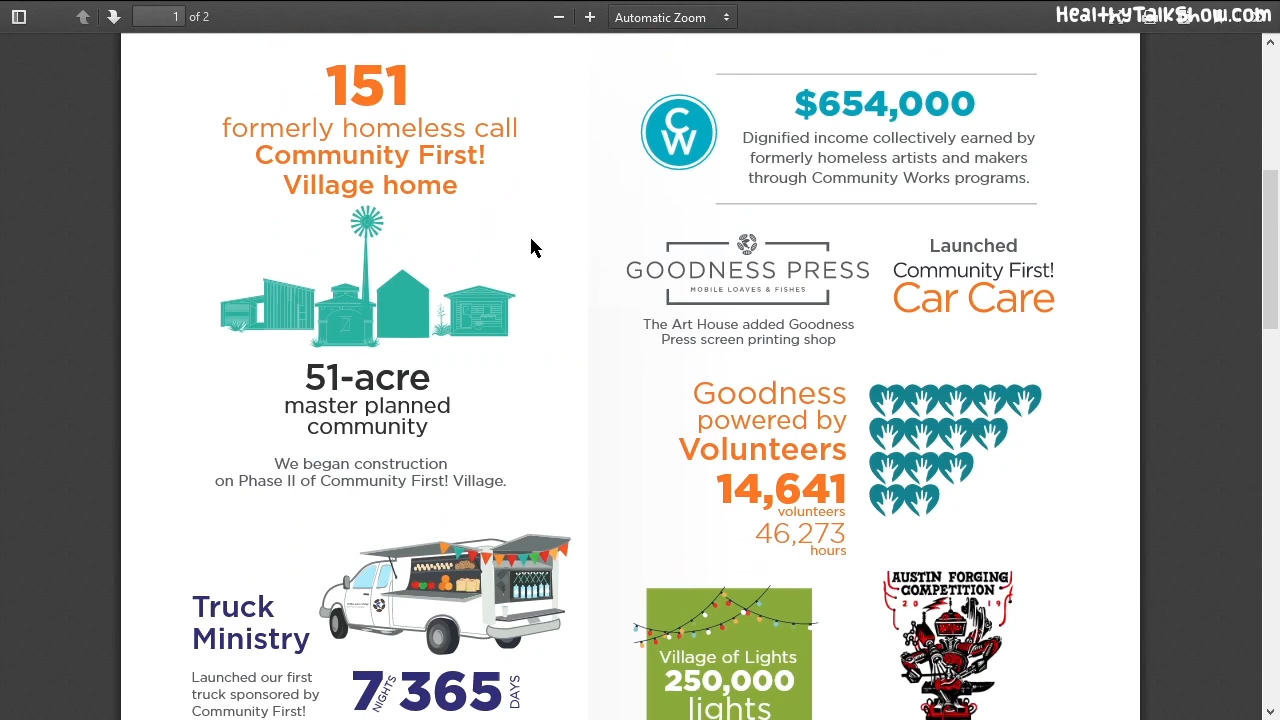 1 of 2
Automatic Zoom
HealthyTalkShow.com
151
formerly homeless call
Community First!
Village home
51-acre
master planned
community
We began construction
on Phase II of Community First! Village.
Truck
Ministry
Launched our first
truck sponsored by
Community First!
7 NIGHTS 365 DAYS
CW
$654,000
Dignified income collectively earned by
formerly homeless artists and makers
through Community Works programs.
GOODNESS PRESS
MOBILE LOAVES & FISHES
The Art House added Goodness
Press screen printing shop
Launched
Community First!
Car Care
Goodness
powered by
Volunteers
14,641
volunteers
46,273
hours
Village of Lights
250,000
lights
AUSTIN FORGING
COMPETITION
2019